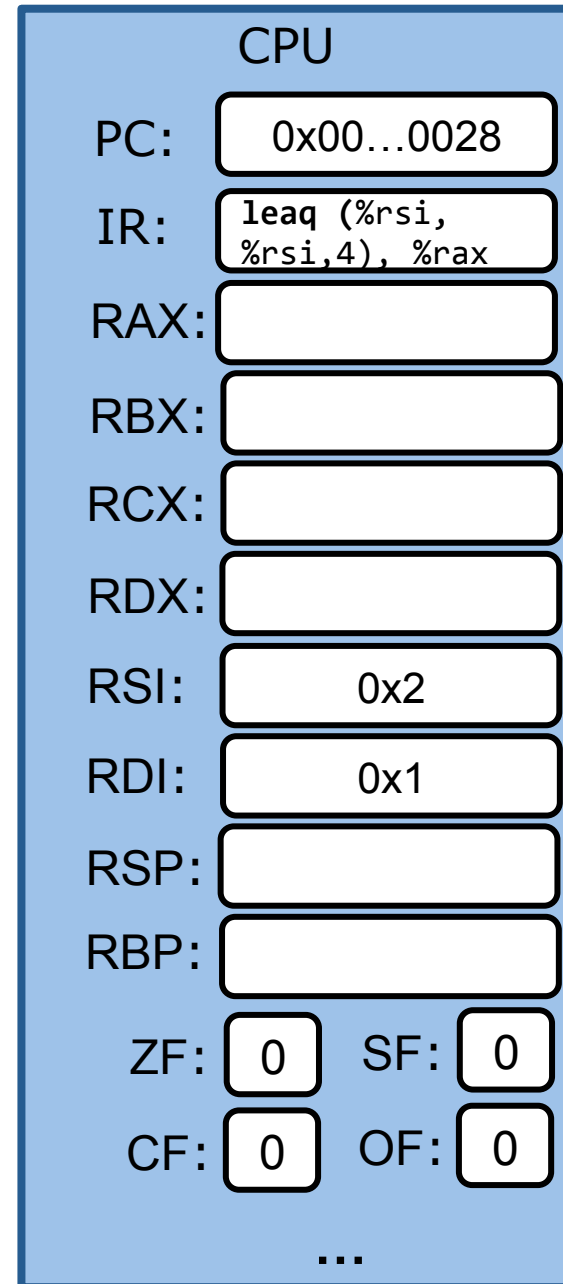 CPU
PC: 0x00...0028
IR: leaq (%rsi,
%rsi,4), %rax
RAX:
RBX:
RCX:
RDX:
RSI: 0x2
RDI: 0x1
RSP:
RBP:
ZF: 0 SF: 0
CF: 0 OF: 0
...